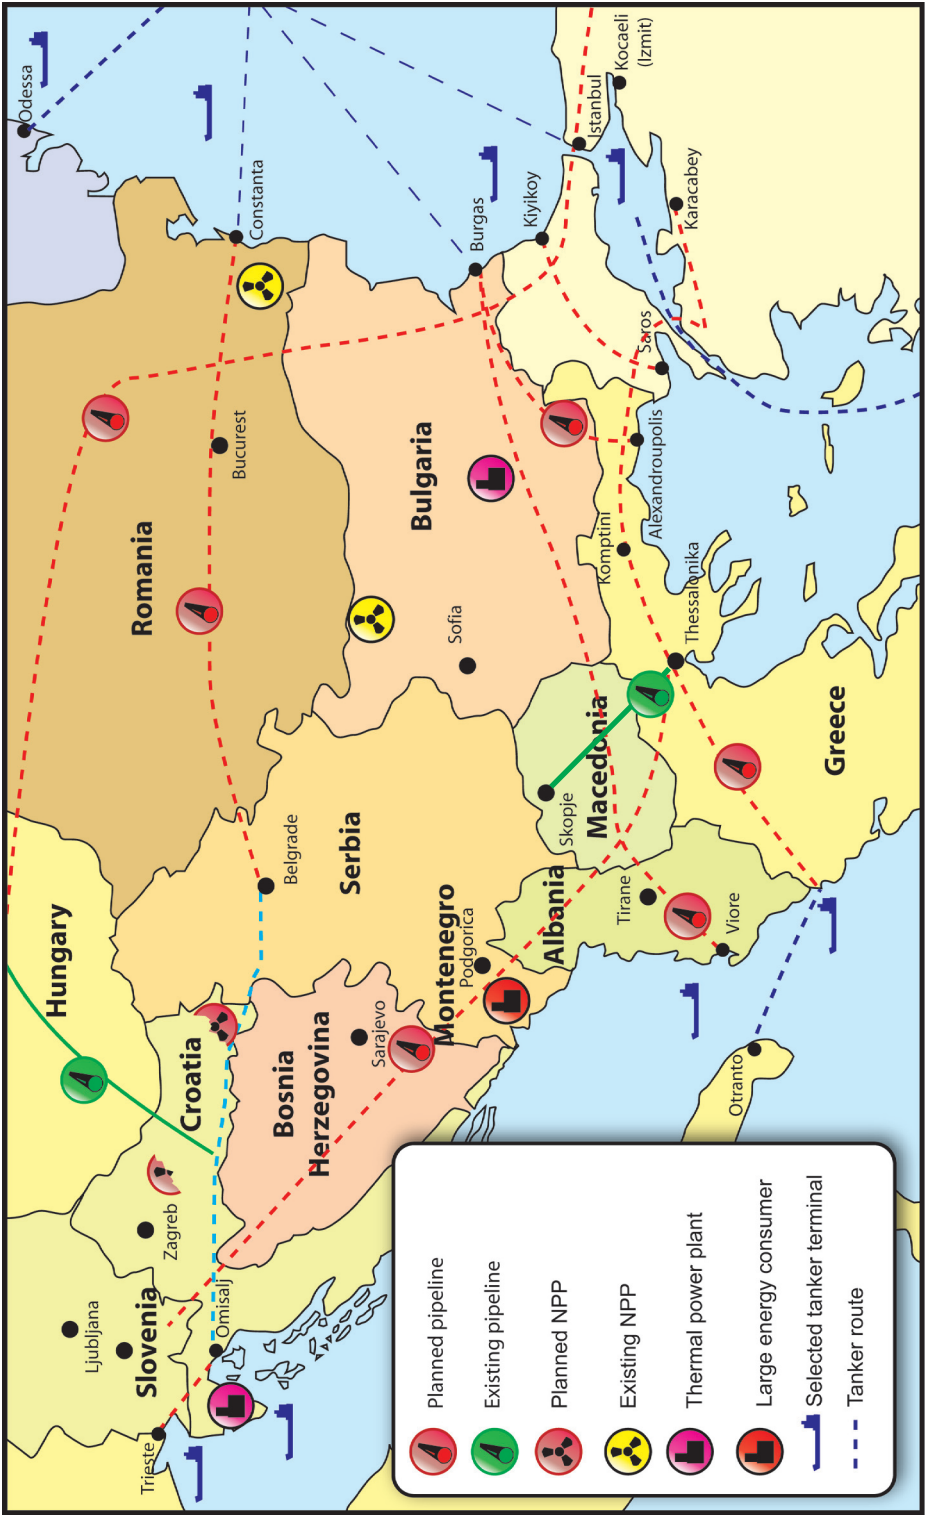 Odessa
Constanta
Burgas
Kiyikoy
Istanbul
Kocaeli
(Izmit)
Karacabey
Saros
Alexandroupolis
Komptini
Thessalonika
Bucurest
Romania
Bulgaria
Sofia
Greece
Macedonia
Skopje
Serbia
Belgrade
Hungary
Montenegro
Podgorica
Albania
Tirane
Viore
Croatia
Bosnia
Herzegovina
Sarajevo
Zagreb
Slovenia
Ljubljana
Omisalj
Trieste
Otranto
Planned pipeline
Existing pipeline
Planned NPP
Existing NPP
Thermal power plant
Large energy consumer
Selected tanker terminal
Tanker route